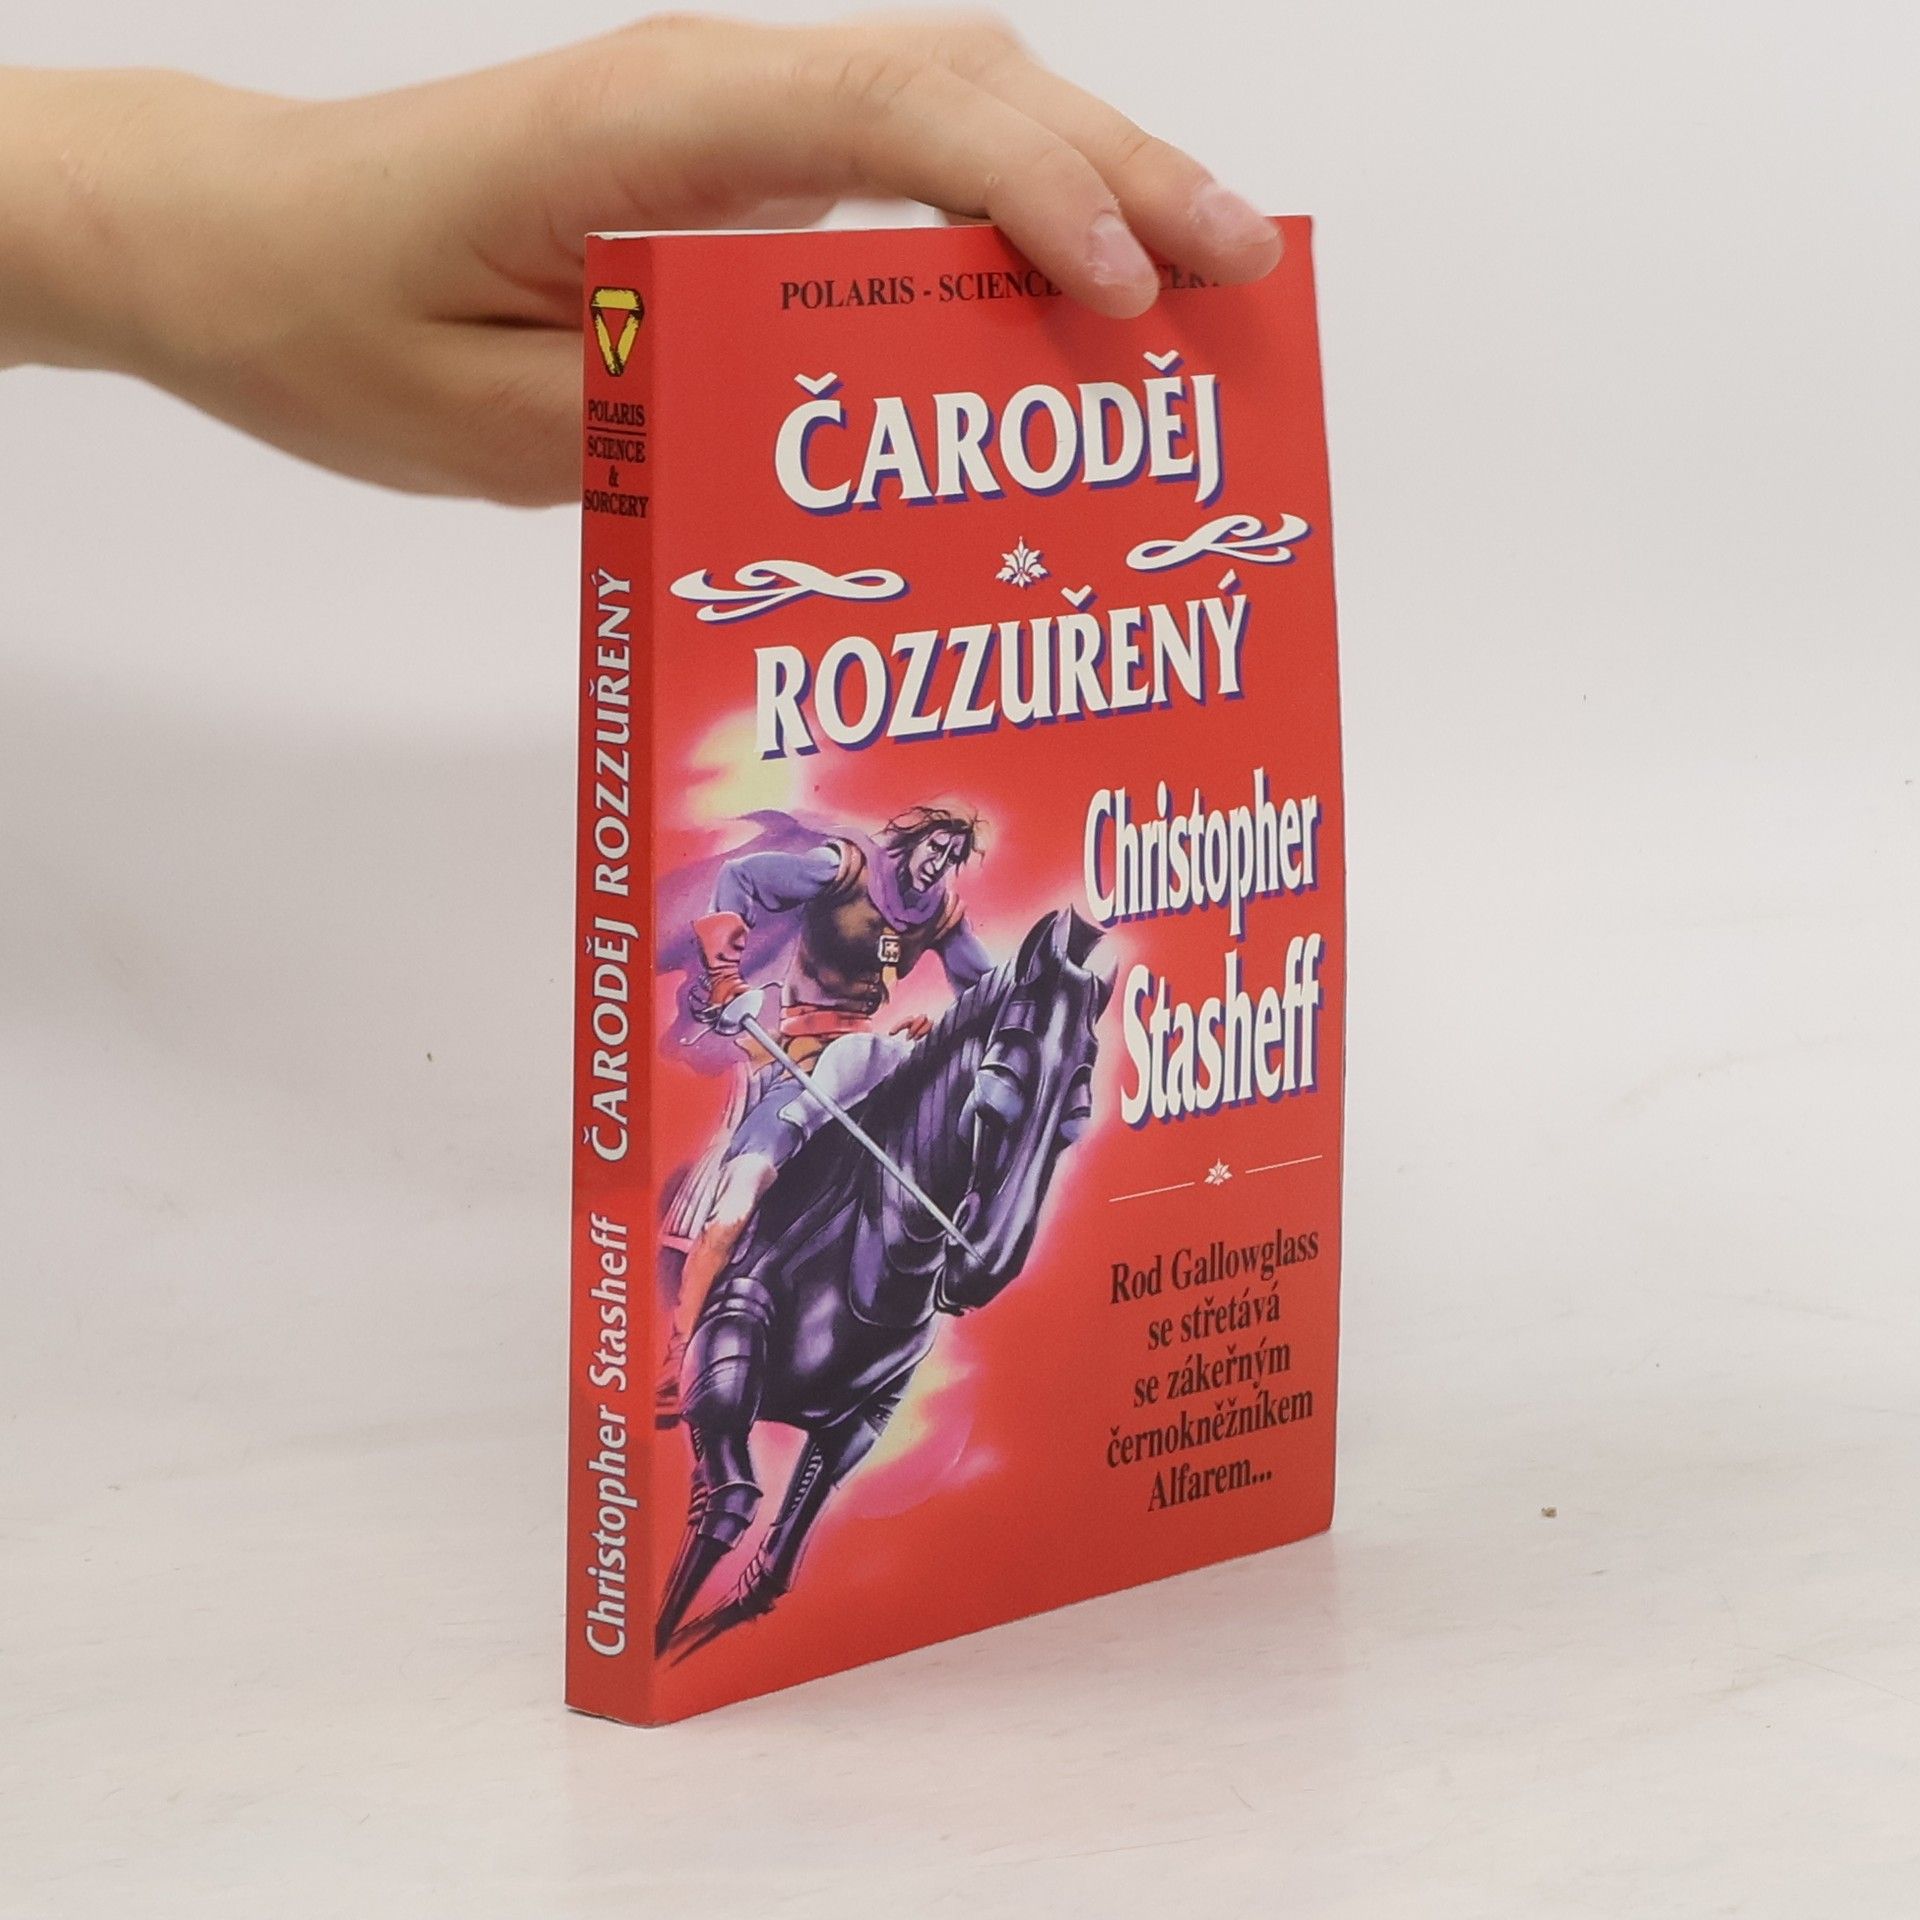 POLARIS - SCIENCE
ČARODĚJ
ROZZUŘENÝ
Christopher
Stasheff
Rod Gallowglass
se střetává
se zákeřným
černokněžníkem
Alfarem...
POLARIS
SCIENCE
&
SORCERY
Christopher Stasheff ČARODĚJ ROZZUŘENÝ